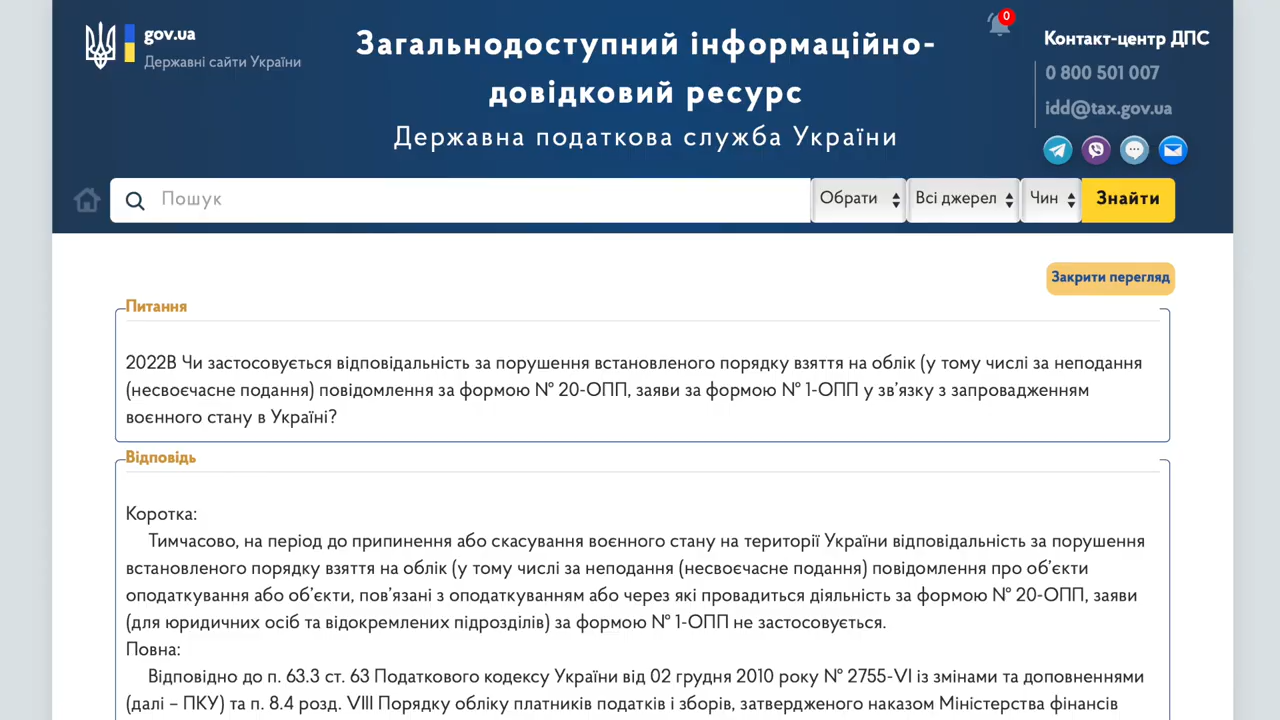 gov.ua
Державні сайти України
Загальнодоступний інформаційно-
довідковий ресурс
Державна податкова служба України
0
Контакт-центр ДПС
0 800 501 007
idd@tax.gov.ua
Пошук
Обрати
Всі джерел
Чин
Знайти
Закрити перегляд
Питання
2022В Чи застосовується відповідальність за порушення встановленого порядку взяття на облік (у тому числі за неподання
(несвоєчасне подання) повідомлення за формою № 20-ОПП, заяви за формою № 1-ОПП у зв’язку з запровадженням
воєнного стану в Україні?
Відповідь
Коротка:
Тимчасово, на період до припинення або скасування воєнного стану на території України відповідальність за порушення
встановленого порядку взяття на облік (у тому числі за неподання (несвоєчасне подання) повідомлення про об’єкти
оподаткування або об’єкти, пов’язані з оподаткуванням або через які провадиться діяльність за формою № 20-ОПП, заяви
(для юридичних осіб та відокремлених підрозділів) за формою № 1-ОПП не застосовується.
Повна:
Відповідно до п. 63.3 ст. 63 Податкового кодексу України від 02 грудня 2010 року № 2755-VI із змінами та доповненнями
(далі – ПКУ) та п. 8.4 розд. VIII Порядку обліку платників податків і зборів, затвердженого наказом Міністерства фінансів